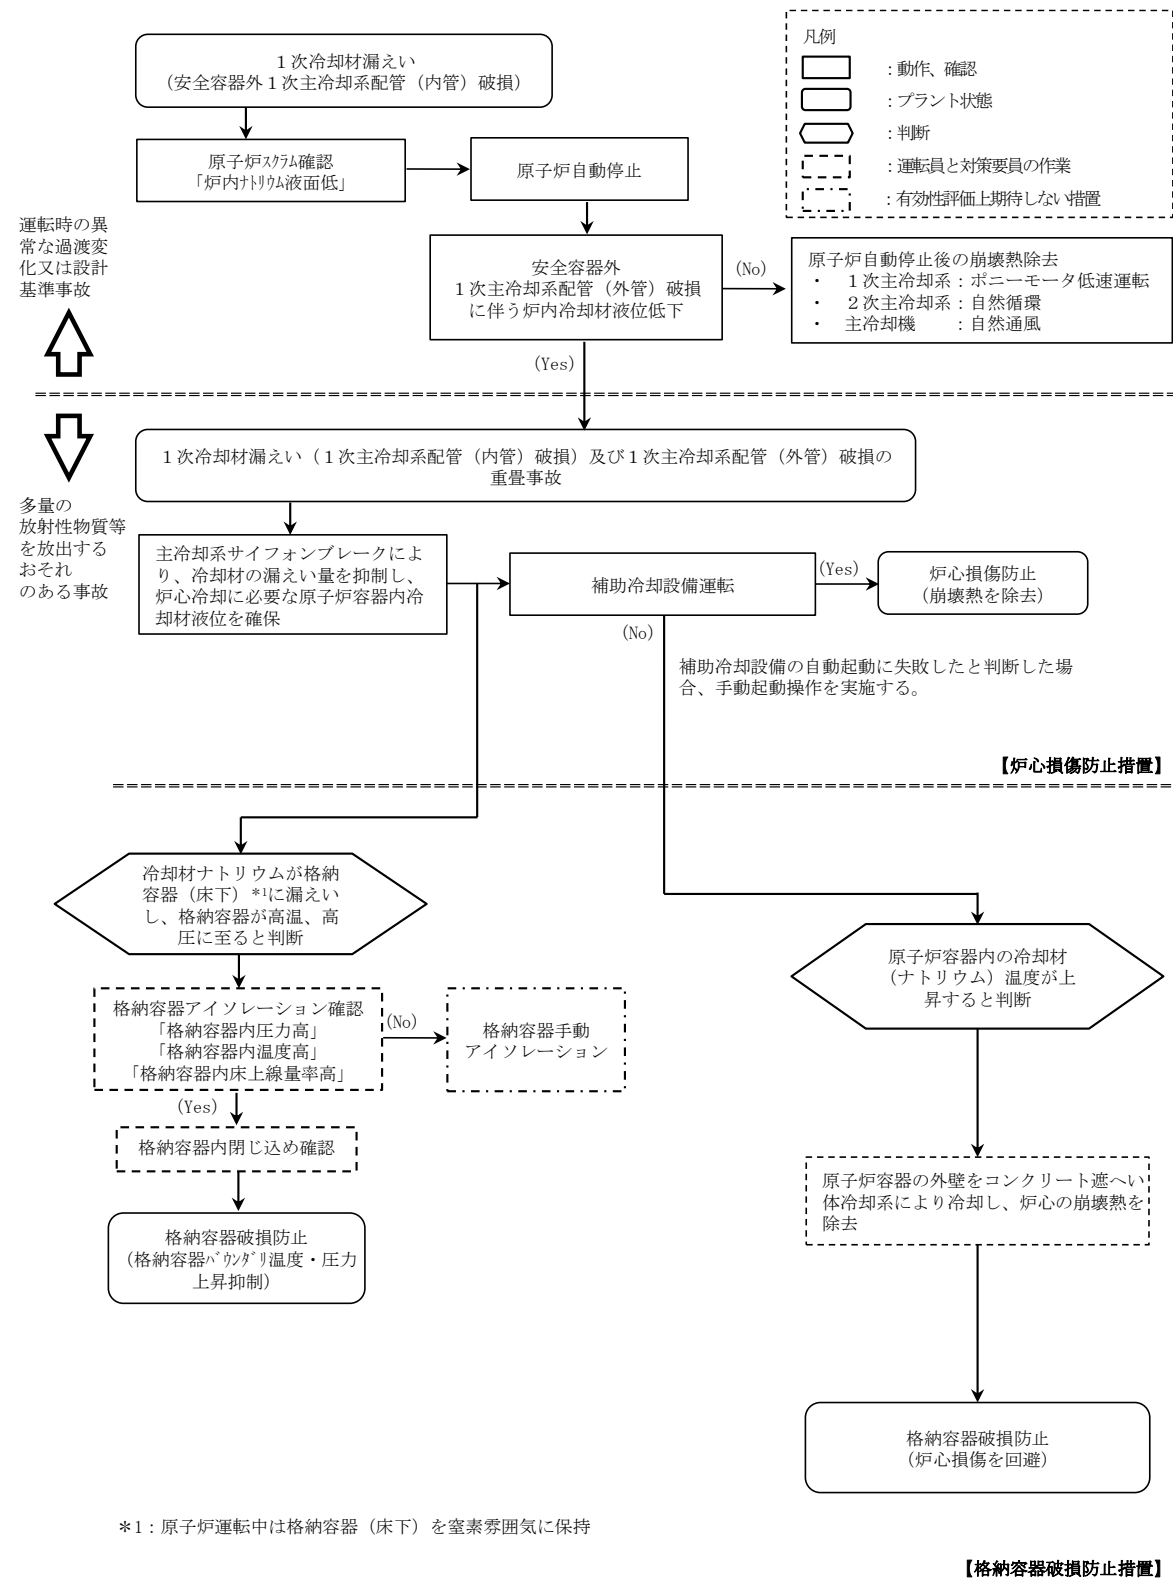 １次冷却材漏えい
（安全容器外１次主冷却系配管（内管）破損）
凡例
：動作、確認
：プラント状態
：判断
：運転員と対策要員の作業
：有効性評価上期待しない措置
原子炉ｽｸﾗﾑ確認
「炉内ﾅﾄﾘｳﾑ液面低」
原子炉自動停止
運転時の異
常な過渡変
化又は設計
基準事故
安全容器外
１次主冷却系配管（外管）破損
に伴う炉内冷却材液位低下
(No)
原子炉自動停止後の崩壊熱除去
・ １次主冷却系：ポニーモータ低速運転
・ ２次主冷却系：自然循環
・ 主冷却機 ：自然通風
(Yes)
１次冷却材漏えい（１次主冷却系配管（内管）破損）及び１次主冷却系配管（外管）破損の
重畳事故
多量の
放射性物質等
を放出する
おそれ
のある事故
主冷却系サイフォンブレークによ
り、冷却材の漏えい量を抑制し、
炉心冷却に必要な原子炉容器内冷
却材液位を確保
補助冷却設備運転
(Yes)
炉心損傷防止
（崩壊熱を除去）
(No)
補助冷却設備の自動起動に失敗したと判断した場
合、手動起動操作を実施する。
【炉心損傷防止措置】
冷却材ナトリウムが格納
容器（床下）*1に漏えい
し、格納容器が高温、高
圧に至ると判断
原子炉容器内の冷却材
（ナトリウム）温度が上
昇すると判断
格納容器アイソレーション確認
「格納容器内圧力高」
「格納容器内温度高」
「格納容器内床上線量率高」
(No)
格納容器手動
アイソレーション
(Yes)
格納容器内閉じ込め確認
原子炉容器の外壁をコンクリート遮へい
体冷却系により冷却し、炉心の崩壊熱を
除去
格納容器破損防止
（格納容器ﾊﾞｳﾝﾀﾞﾘ温度・圧力
上昇抑制）
格納容器破損防止
（炉心損傷を回避）
＊1：原子炉運転中は格納容器（床下）を窒素雰囲気に保持
【格納容器破損防止措置】